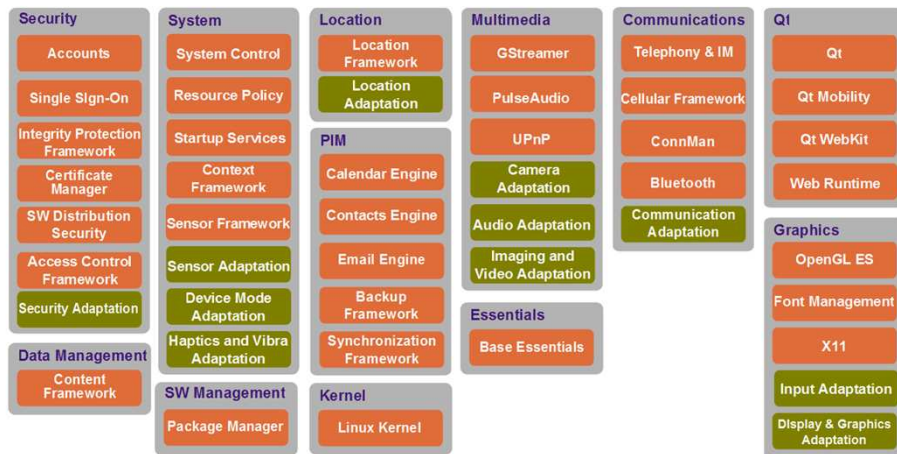 Security
Accounts
Single SIgn-On
Integrity Protection
Framework
Certificate
Manager
SW Distribution
Security
Access Control
Framework
Security Adaptation
Data Management
Content
Framework
System
System Control
Resource Policy
Startup Services
Context
Framework
Sensor Framework
Sensor Adaptation
Device Mode
Adaptation
Haptics and Vibra
Adaptation
SW Management
Package Manager
Location
Location
Framework
Location
Adaptation
PIM
Calendar Engine
Contacts Engine
Email Engine
Backup
Framework
Synchronization
Framework
Kernel
Linux Kernel
Multimedia
GStreamer
PulseAudio
UPnP
Camera
Adaptation
Audio Adaptation
Imaging and
Video Adaptation
Essentials
Base Essentials
Communications
Telephony & IM
Cellular Framework
ConnMan
Bluetooth
Communication
Adaptation
Qt
Qt
Qt Mobility
Qt WebKit
Web Runtime
Graphics
OpenGL ES
Font Management
X11
Input Adaptation
DIsplay & Graphics
Adaptation